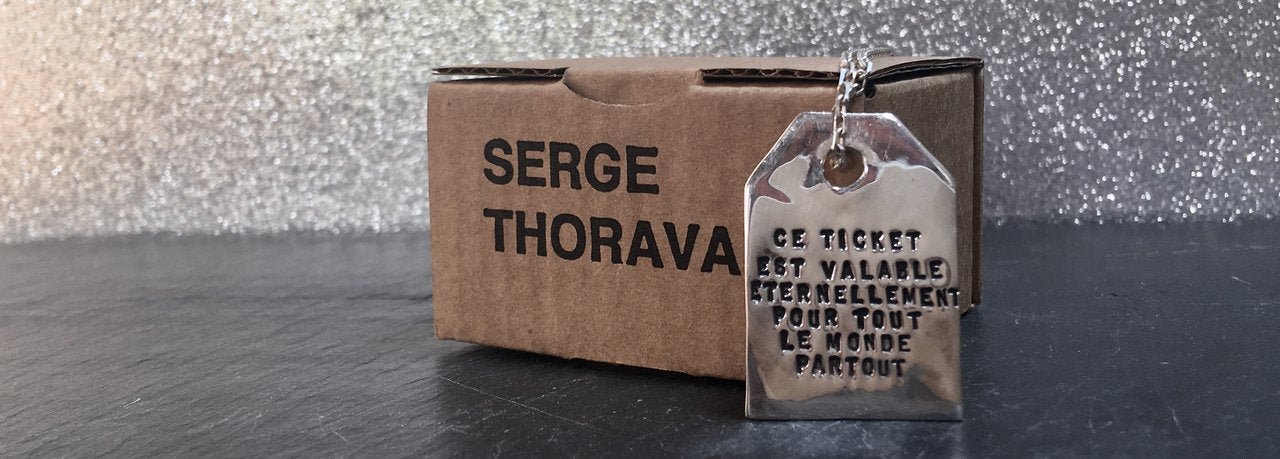 SERGE
THORAVA
CE TICKET
EST VALABLE
ETERNELLEMENT
POUR TOUT
LE MONDE
PARTOUT